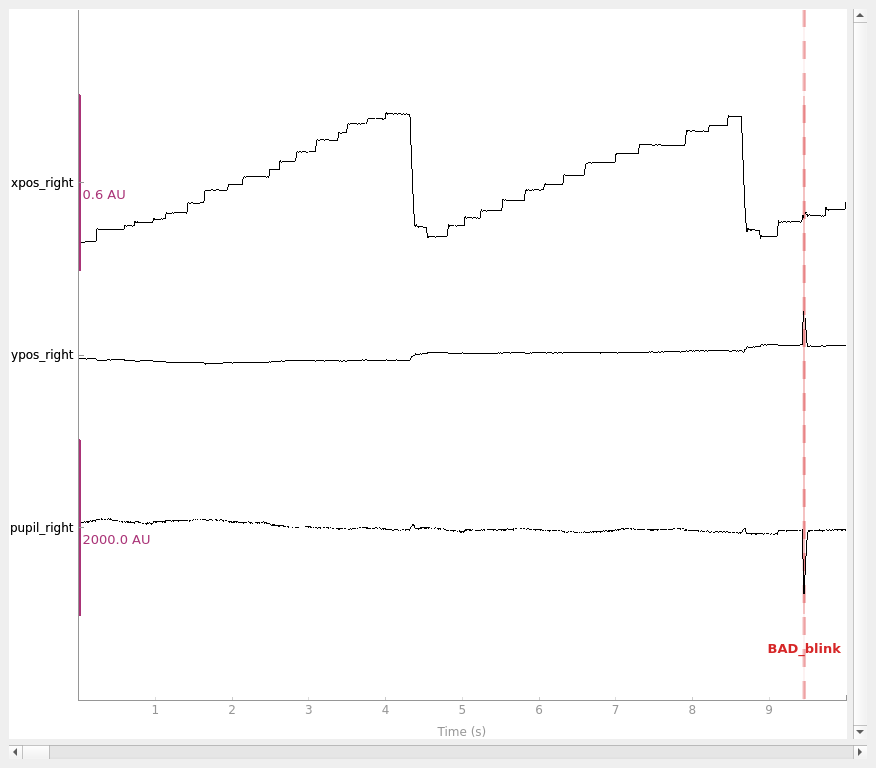 xpos_right
0.6 AU
ypos_right
pupil_right
2000.0 AU
BAD_blink
1 2 3 4 5 6 7 8 9
Time (s)